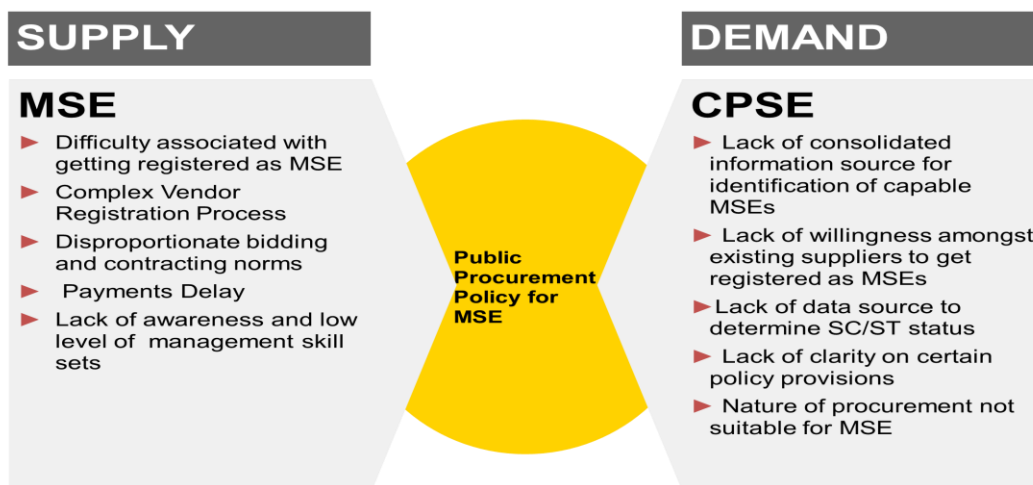 SUPPLY
MSE
► Difficulty associated with
getting registered as MSE
► Complex Vendor
Registration Process
► Disproportionate bidding
and contracting norms
► Payments Delay
► Lack of awareness and low
level of management skill
sets
Public
Procurement
Policy for
MSE
DEMAND
CPSE
► Lack of consolidated
information source for
identification of capable
MSEs
► Lack of willingness amongst
existing suppliers to get
registered as MSEs
► Lack of data source to
determine SC/ST status
► Lack of clarity on certain
policy provisions
► Nature of procurement not
suitable for MSE